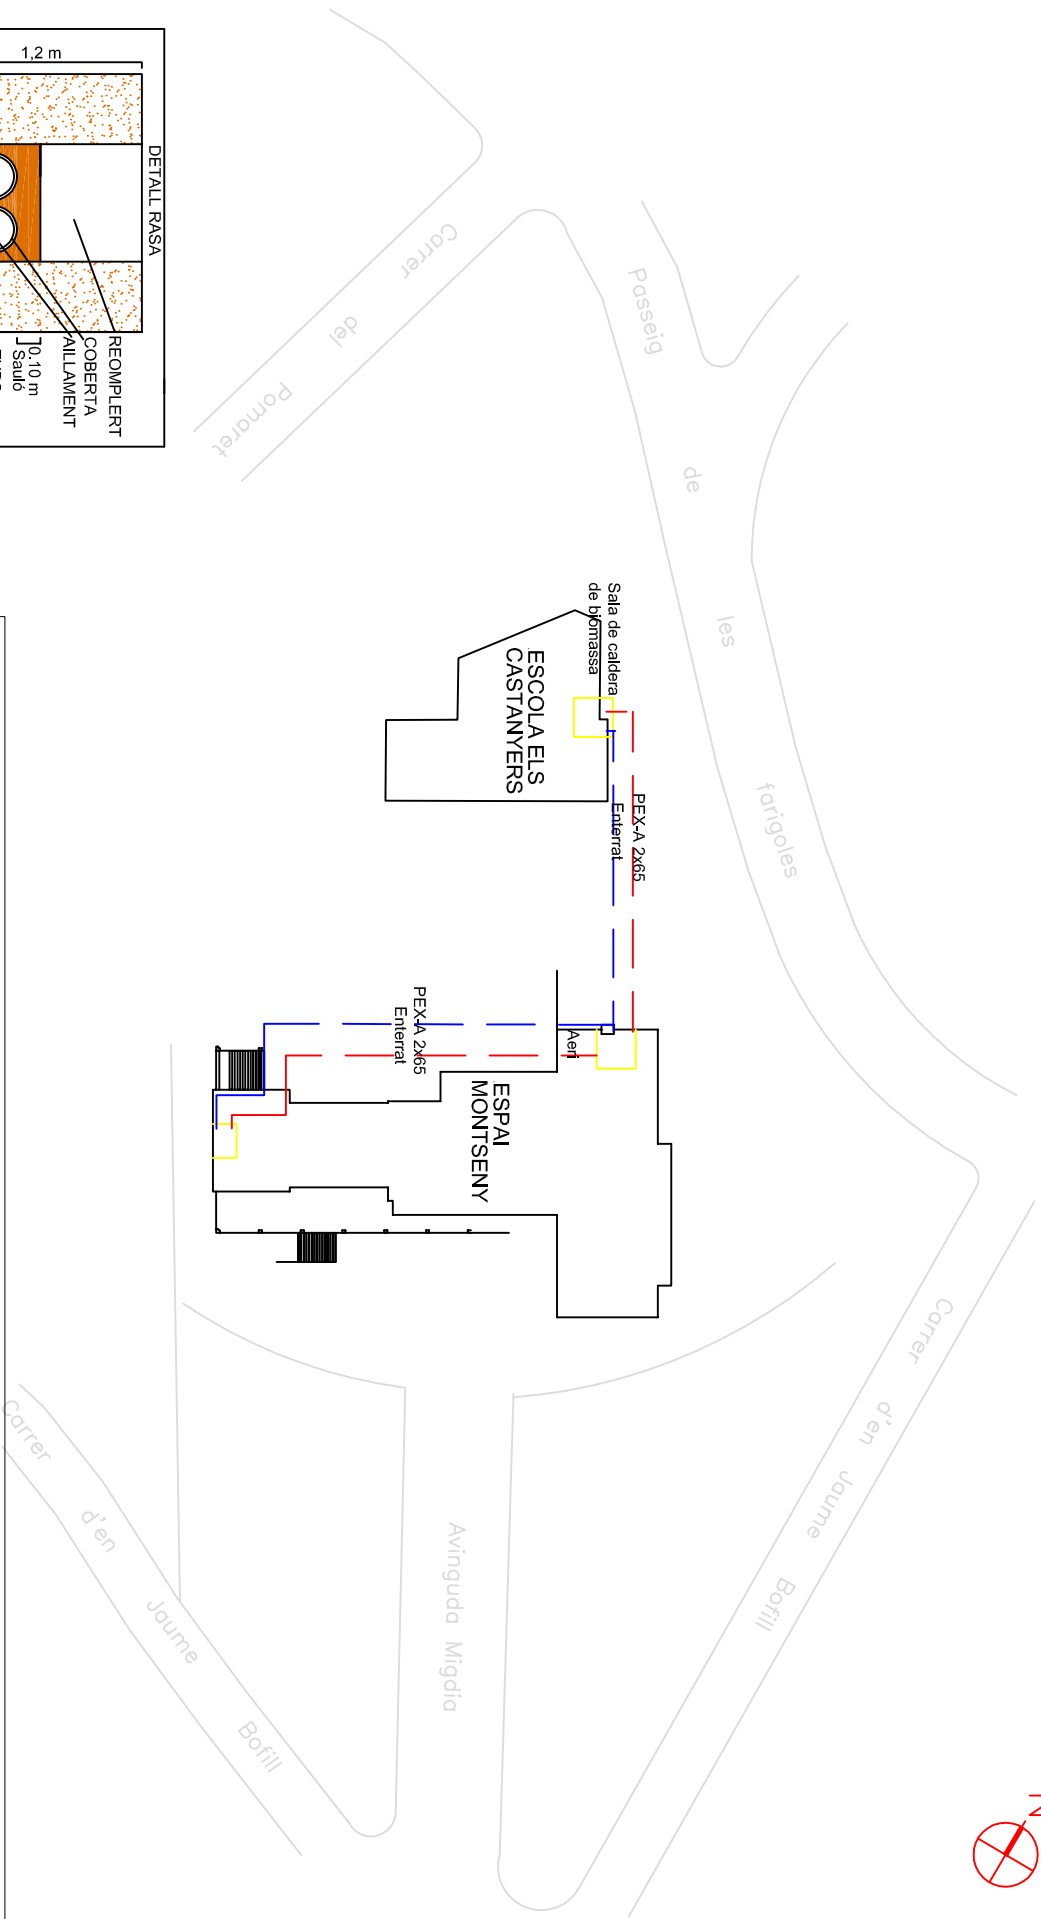 1,2 m
DETALL RASA
REOMPLERT
COBERTA
AILLAMENT
0.10 m
Sauló
Carrer del Pomaret
Passeig de les farigoles
Sala de caldera
de biomassa
ESCOLA ELS
CASTANYERS
PEX-A 2x65
Enterrat
PEX-A 2x65
Enterrat
Aeri
ESPAI
MONTSENY
Carrer d'en Jaume Bofill
Avinguda Migdia
Carrer d'en Jaume Bofill
N